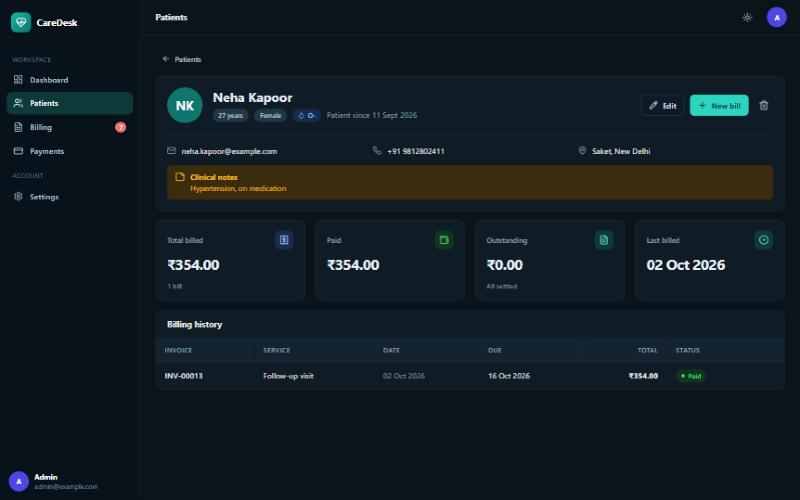 CareDesk
WORKSPACE
Dashboard
Patients
Billing
7
Payments
ACCOUNT
Settings
A
Admin
admin@example.com
Patients
A
Patients
NK
Neha Kapoor
27 years
Female
O-
Patient since 11 Sept 2026
Edit
New bill
neha.kapoor@example.com
+91 9812802411
Saket, New Delhi
Clinical notes
Hypertension, on medication
Total billed
₹354.00
1 bill
Paid
₹354.00
Outstanding
₹0.00
All settled
Last billed
02 Oct 2026
Billing history
INVOICE SERVICE DATE DUE TOTAL STATUS
INV-00013 Follow-up visit 02 Oct 2026 16 Oct 2026 ₹354.00 Paid